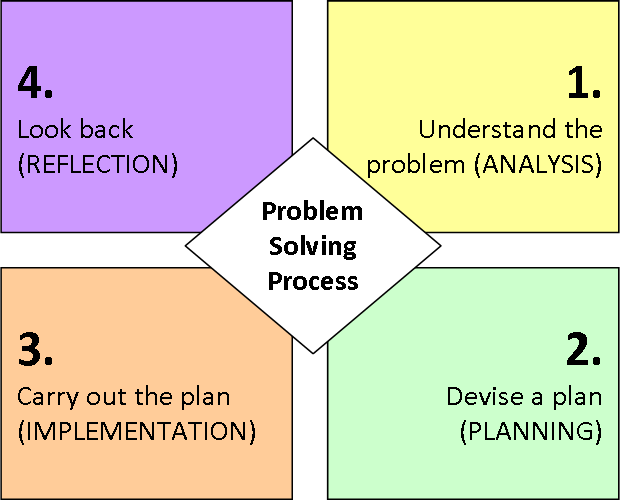 4.
Look back
(REFLECTION)
1.
Understand the
problem (ANALYSIS)
Problem
Solving
Process
3.
Carry out the plan
(IMPLEMENTATION)
2.
Devise a plan
(PLANNING)